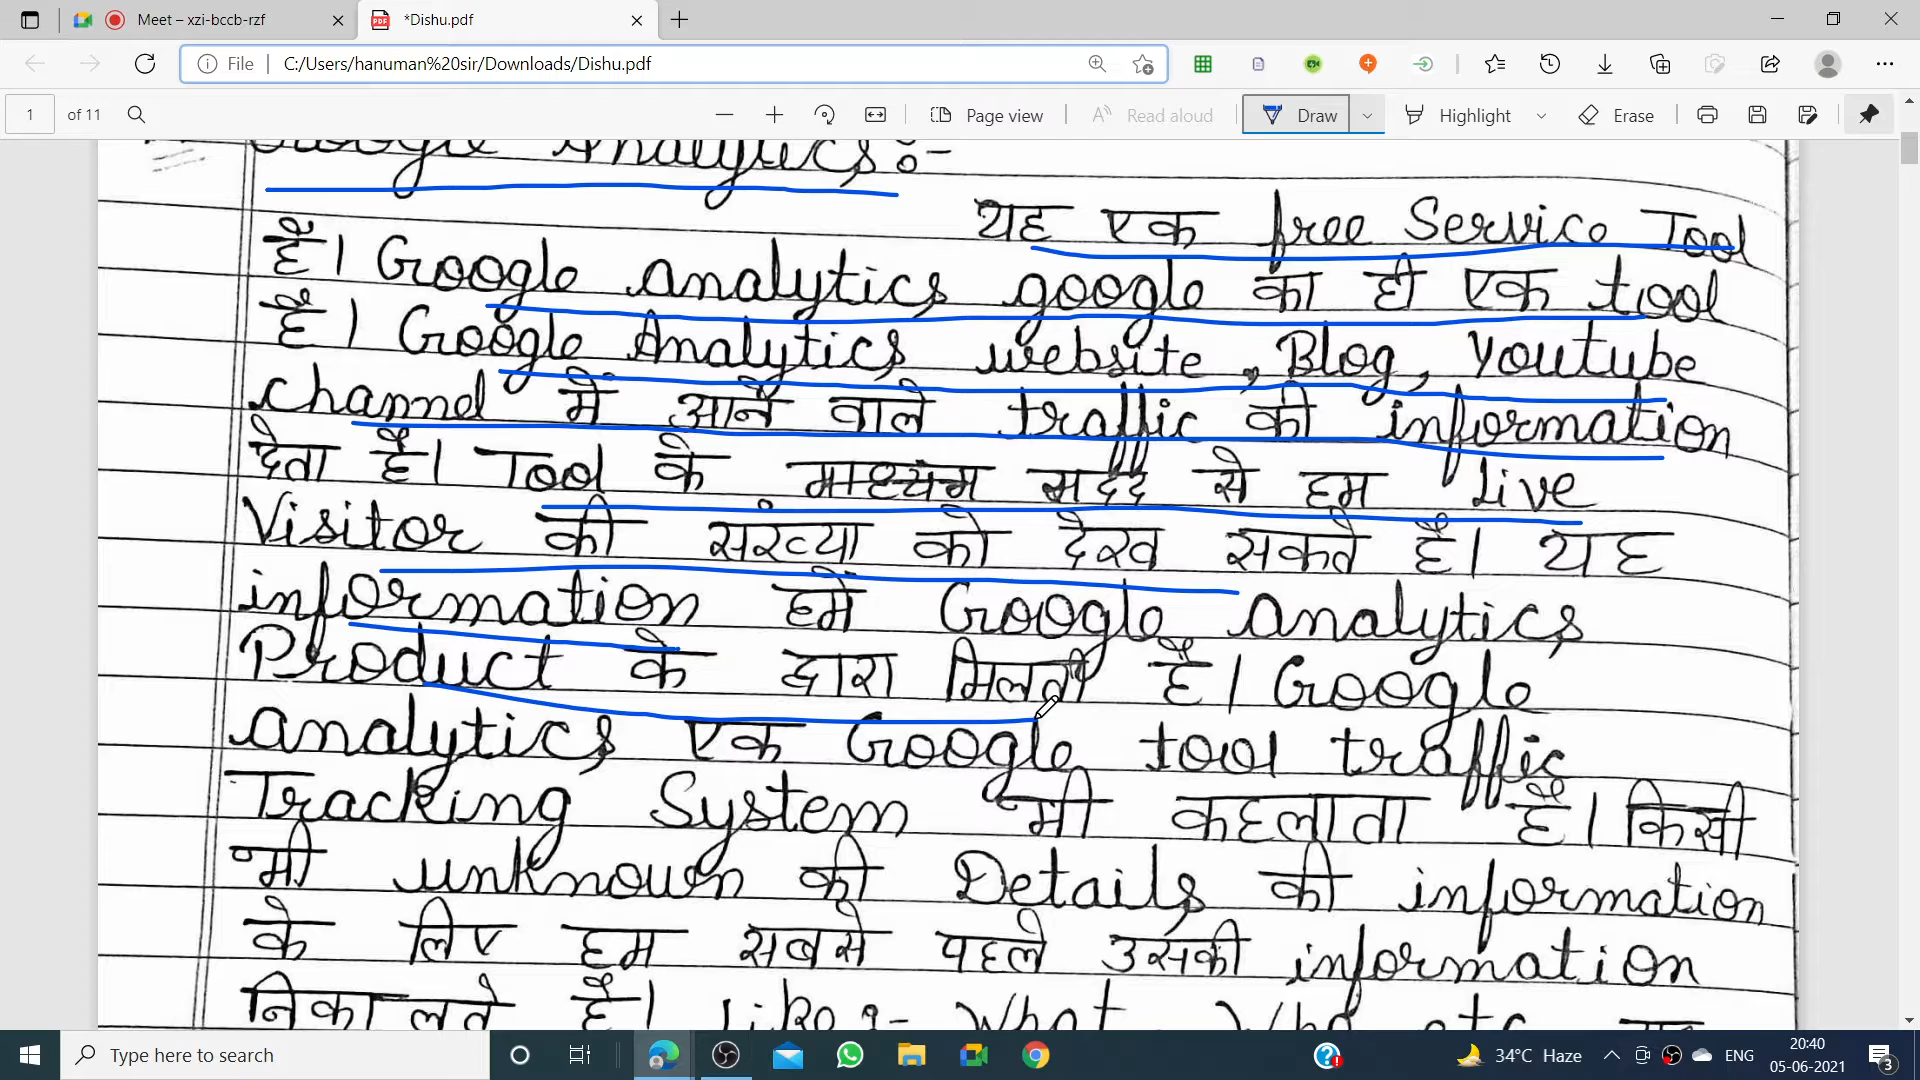 Meet – xzi-bccb-rzf
*Dishu.pdf
File C:/Users/hanuman%20sir/Downloads/Dishu.pdf
1 of 11 Page view Read aloud Draw Highlight Erase
Google Analytics:-
यह एक free Service Tool
है। Google analytics google का ही एक tool
है। Google Analytics website, Blog, Youtube
channel में आने वाले traffic की information
देता है। Tool के माध्यम मदद से हम Live
Visitor की संख्या को देख सकते है। यह
information हमे Google analytics
Product के द्वारा मिलती है। Google
analytics एक Google tool traffic
Tracking System भी कहलाता है। किसी
भी unknown की Details की information
के लिए हम सबसे पहले उसकी information
निकालते है। Like:- What, Who etc.
Type here to search
34°C Haze
ENG
20:40
05-06-2021
3